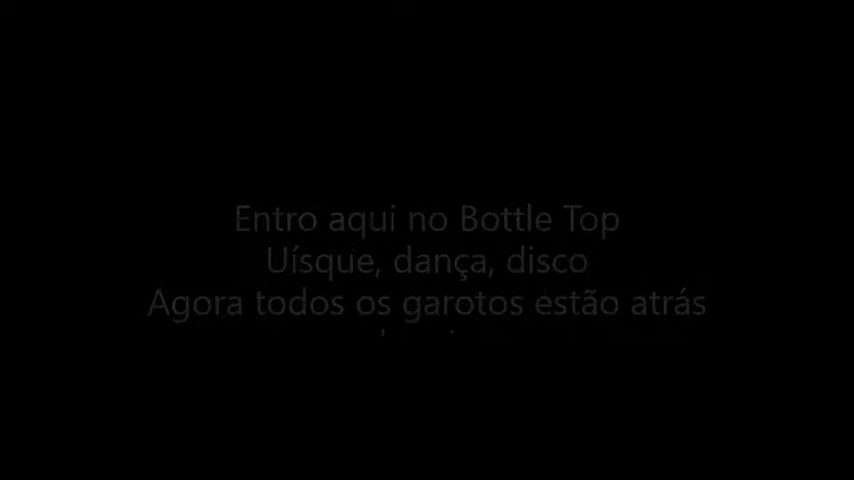 Entro aqui no Bottle Top
Uísque, dança, disco
Agora todos os garotos estão atrás